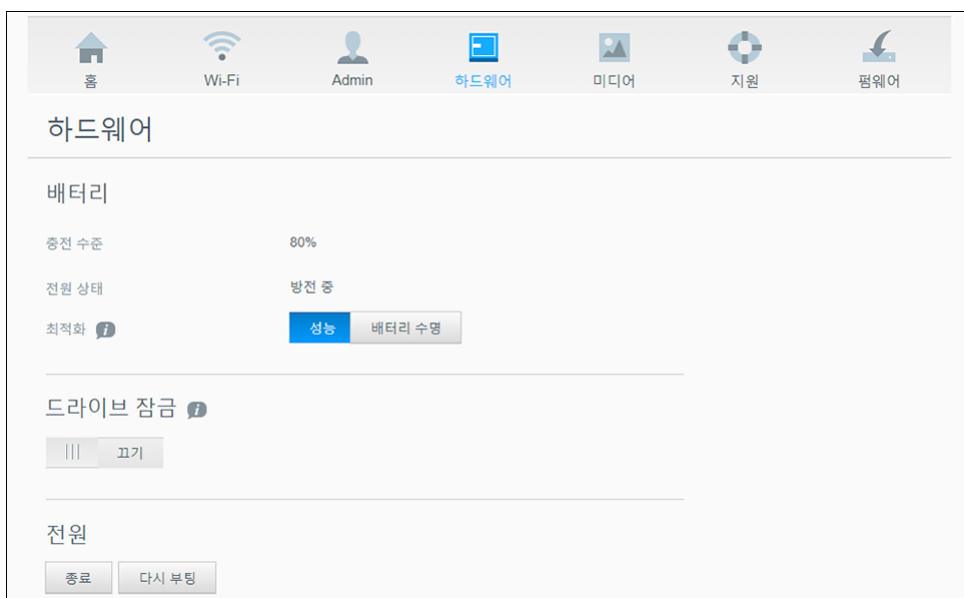 홈 Wi-Fi Admin 하드웨어 미디어 지원 펌웨어
하드웨어
배터리
충전 수준 80%
전원 상태 방전 중
최적화 i 성능 배터리 수명
드라이브 잠금 i
끄기
전원
종료 다시 부팅